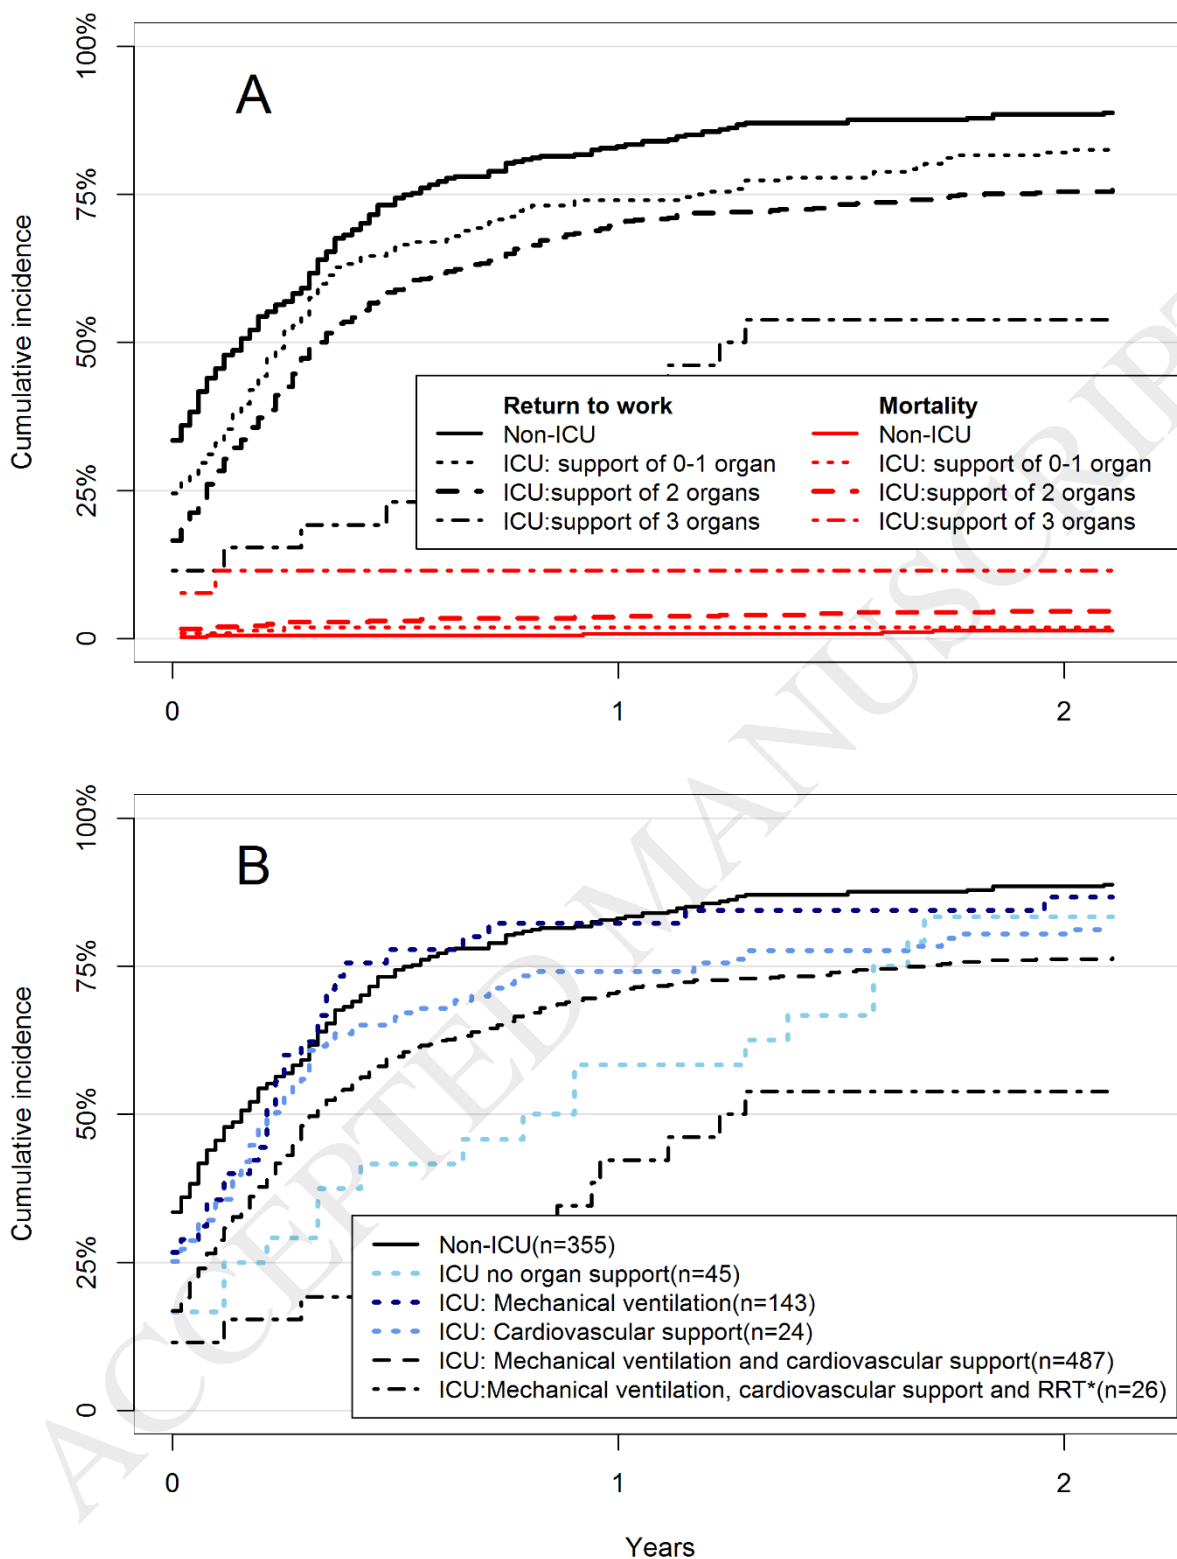 A
100%
75%
50%
25%
0
Cumulative incidence
Return to work
Non-ICU
ICU: support of 0-1 organ
ICU:support of 2 organs
ICU:support of 3 organs
Mortality
Non-ICU
ICU: support of 0-1 organ
ICU:support of 2 organs
ICU:support of 3 organs
0 1 2
B
100%
75%
50%
25%
0
Cumulative incidence
Non-ICU(n=355)
ICU no organ support(n=45)
ICU: Mechanical ventilation(n=143)
ICU: Cardiovascular support(n=24)
ICU: Mechanical ventilation and cardiovascular support(n=487)
ICU:Mechanical ventilation, cardiovascular support and RRT*(n=26)
0 1 2
Years
ACCEPTED MANUSCRIPT